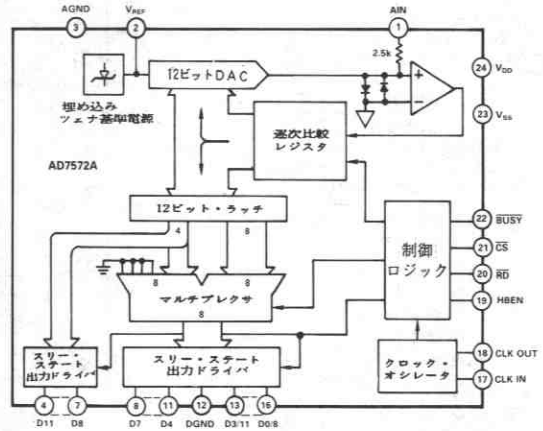 AGND
VREF
AIN
3
2
1
2.5k
12ビットDAC
24
VDD
埋め込み
ツェナ基準電源
逐次比較
レジスタ
23
VSS
AD7572A
12ビット・ラッチ
4
8
制御
ロジック
22
BUSY
21
CS
20
RD
19
HBEN
8
8
マルチプレクサ
8
スリー・
ステート
出力ドライバ
スリー・ステート
出力ドライバ
クロック・
オシレータ
18
CLK OUT
17
CLK IN
4
7
8
11
12
13
16
D11
D8
D7
D4
DGND
D3/11
D0/8